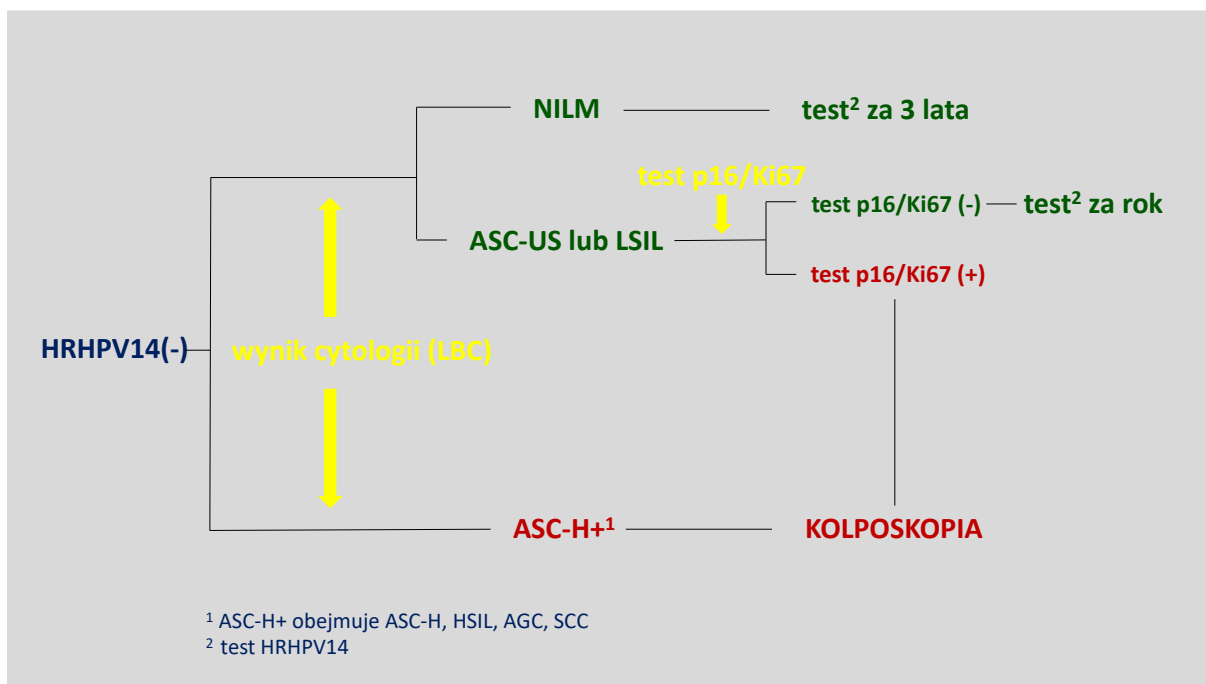 NILM
test² za 3 lata
test p16/Ki67
test p16/Ki67 (-)
test² za rok
ASC-US lub LSIL
test p16/Ki67 (+)
HRHPV14(-)
wynik cytologii (LBC)
ASC-H+¹
KOLPOSKOPIA
¹ ASC-H+ obejmuje ASC-H, HSIL, AGC, SCC
² test HRHPV14